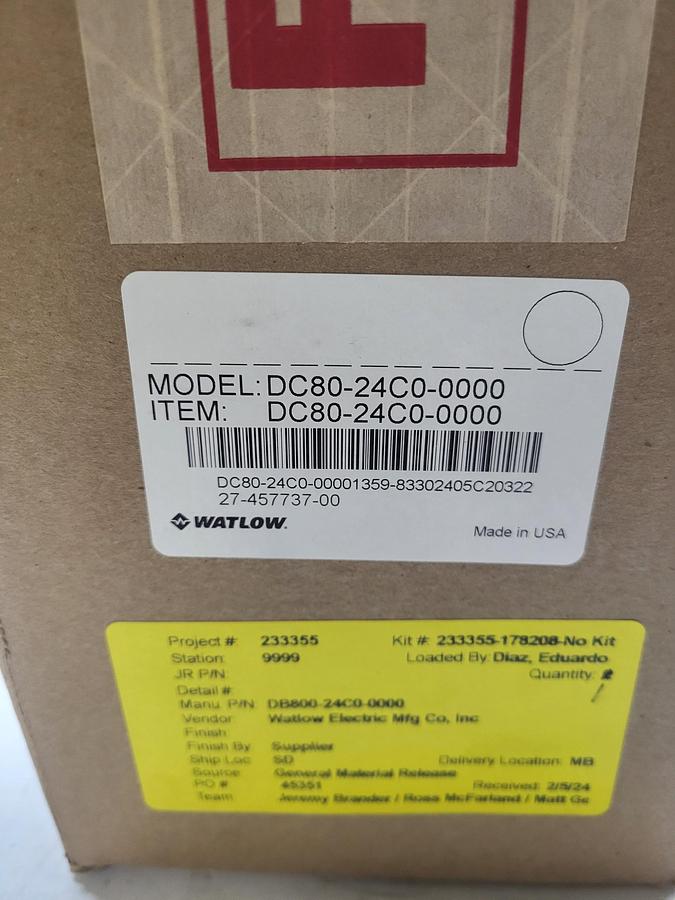 MODEL: DC80-24C0-0000
ITEM: DC80-24C0-0000
DC80-24C0-00001359-83302405C20322
27-457737-00
WATLOW.
Made in USA
Project #: 233355 Kit #: 233355-178208-No Kit
Station: 9999 Loaded By: Diaz, Eduardo
JR P/N: Quantity:
Detail #:
Manu. P/N: DB800-24C0-0000
Vendor: Watlow Electric Mfg Co, Inc
Finish:
Finish By: Supplier
Ship Loc: SD Delivery Location: MB
Source: General Material Release
PO #: 45351 Received: 2/5/24
Team: Jeremy Brander / Ross McFarland / Matt Gs